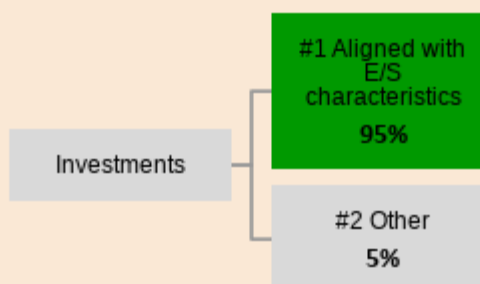 #1 Aligned with
E/S
characteristics
95%
Investments
#2 Other
5%